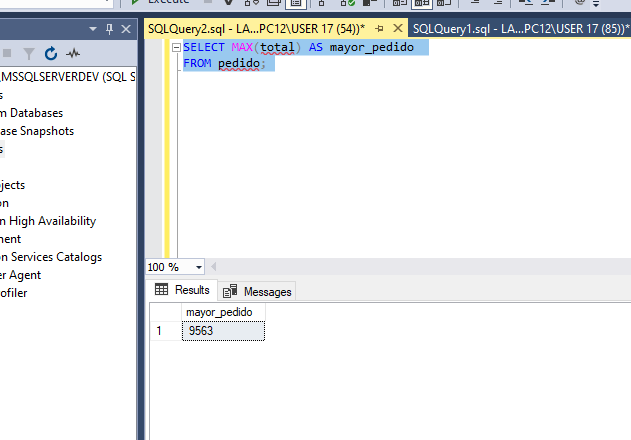 Execute
SQLQuery2.sql - LA...PC12\USER 17 (54))*
SQLQuery1.sql - LA...PC12\USER 17 (85))*
SELECT MAX(total) AS mayor_pedido
FROM pedido;
MSSQLSERVERDEV (SQL S
s
m Databases
ase Snapshots
s
jects
on
n High Availability
ment
on Services Catalogs
er Agent
rofiler
100 %
Results
Messages
mayor_pedido
1 9563